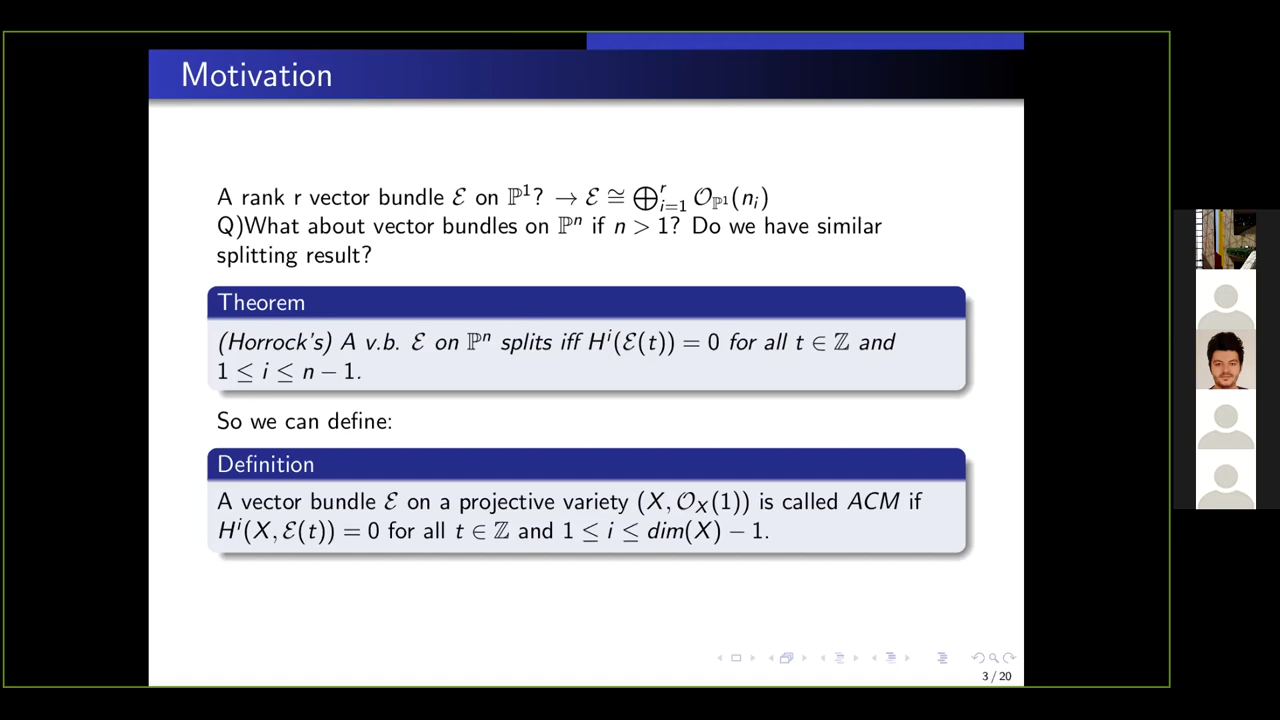 Motivation
A rank r vector bundle ℰ on ℙ¹? → ℰ ≅ ⨁ᵢ₌₁ʳ 𝒪_ℙ¹(nᵢ)
Q)What about vector bundles on ℙⁿ if n > 1? Do we have similar
splitting result?
Theorem
(Horrock's) A v.b. ℰ on ℙⁿ splits iff Hⁱ(ℰ(t)) = 0 for all t ∈ ℤ and
1 ≤ i ≤ n − 1.
So we can define:
Definition
A vector bundle ℰ on a projective variety (X, 𝒪_X(1)) is called ACM if
Hⁱ(X, ℰ(t)) = 0 for all t ∈ ℤ and 1 ≤ i ≤ dim(X) − 1.
3 / 20